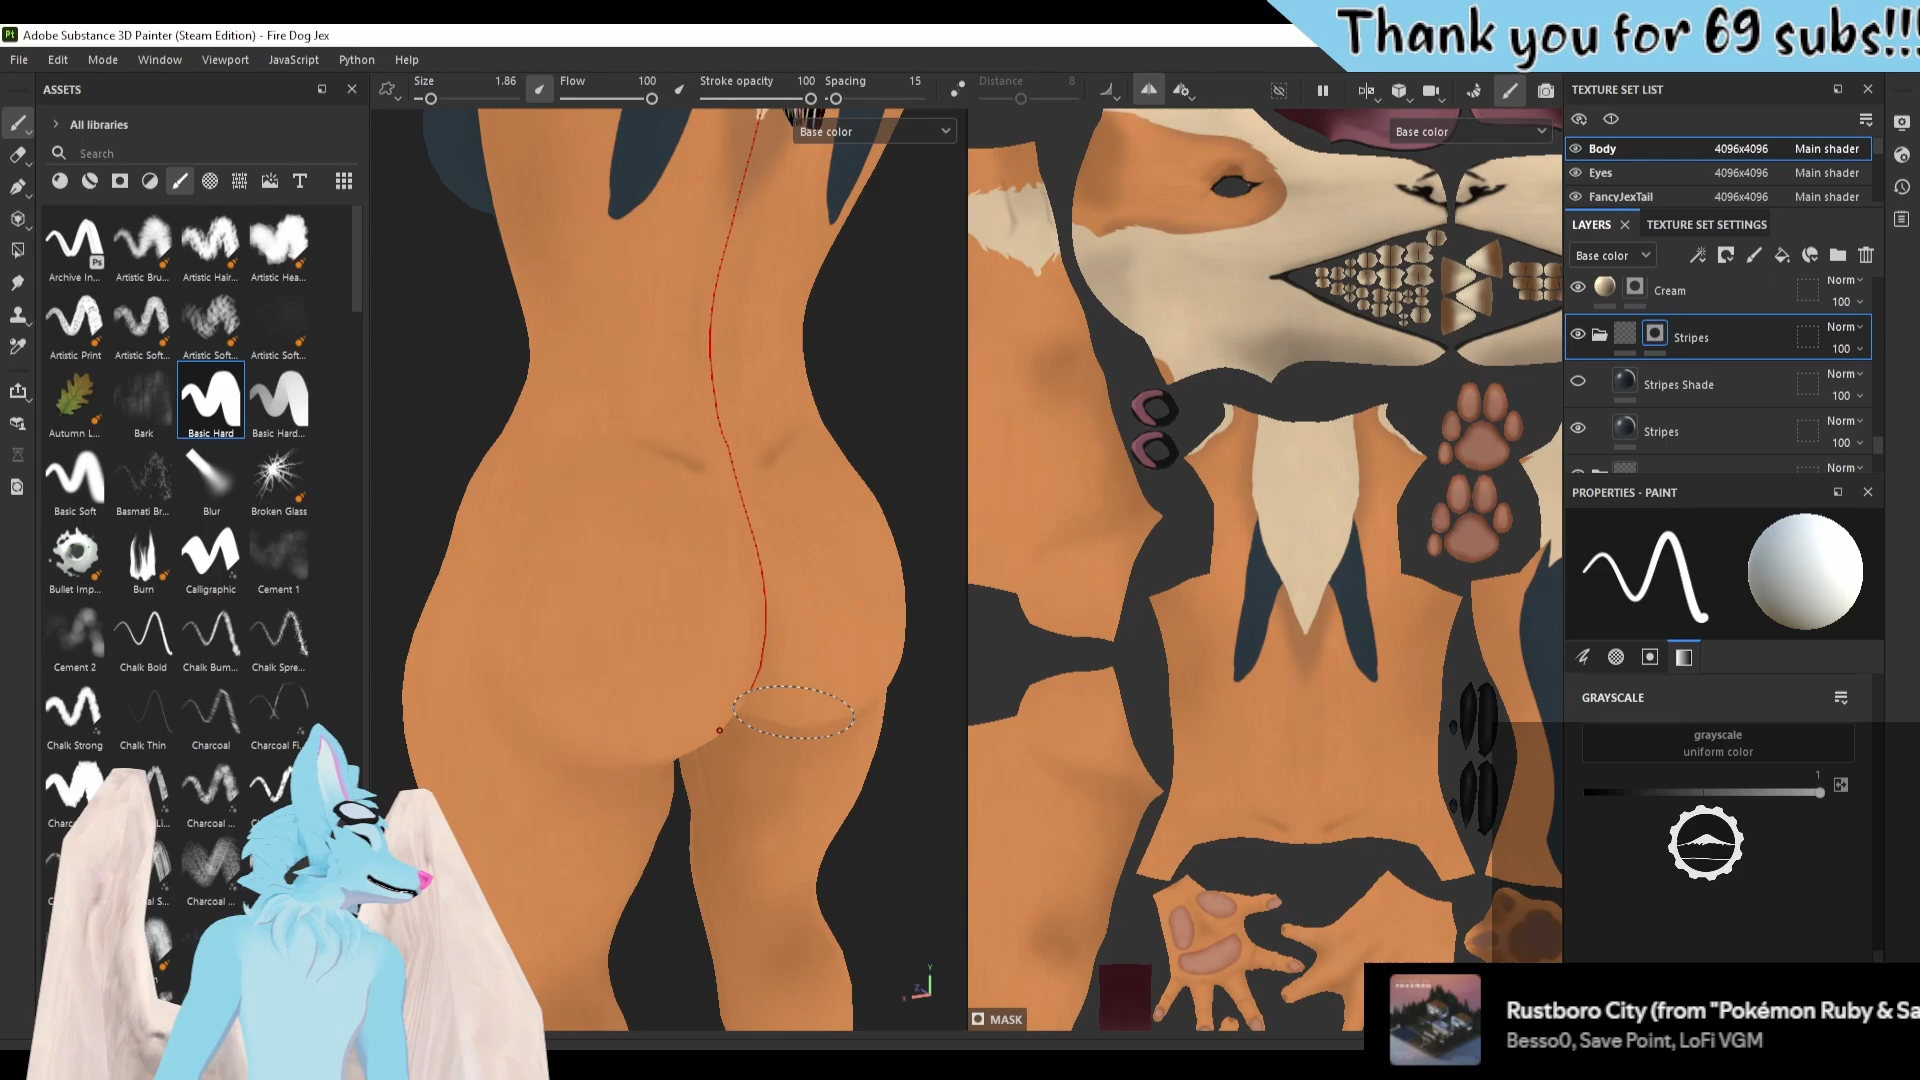 Thank you for 69 subs!!!
Pt Adobe Substance 3D Painter (Steam Edition) - Fire Dog Jex
File Edit Mode Window Viewport JavaScript Python Help
ASSETS
Size 1.86 Flow 100 Stroke opacity 100 Spacing 15 Distance 8
All libraries
Search
Ps
Archive In... Artistic Bru... Artistic Hair... Artistic Hea...
Artistic Print Artistic Soft... Artistic Soft... Artistic Soft...
Autumn L... Bark Basic Hard Basic Hard...
Basic Soft Basmati Br... Blur Broken Glass
Bullet Imp... Burn Calligraphic Cement 1
Cement 2 Chalk Bold Chalk Bum... Chalk Spre...
Chalk Strong Chalk Thin Charcoal Charcoal Fi...
Charcoal ...
Charcoal ...
Base color
Y
Z
X
Base color
MASK
TEXTURE SET LIST
Body 4096x4096 Main shader
Eyes 4096x4096 Main shader
FancyJexTail 4096x4096 Main shader
LAYERS TEXTURE SET SETTINGS
Base color
Cream Norm 100
Stripes Norm 100
Stripes Shade Norm 100
Stripes Norm 100
Norm
PROPERTIES - PAINT
GRAYSCALE
grayscale
uniform color
1
Rustboro City (from "Pokémon Ruby & Sa
Besso0, Save Point, LoFi VGM